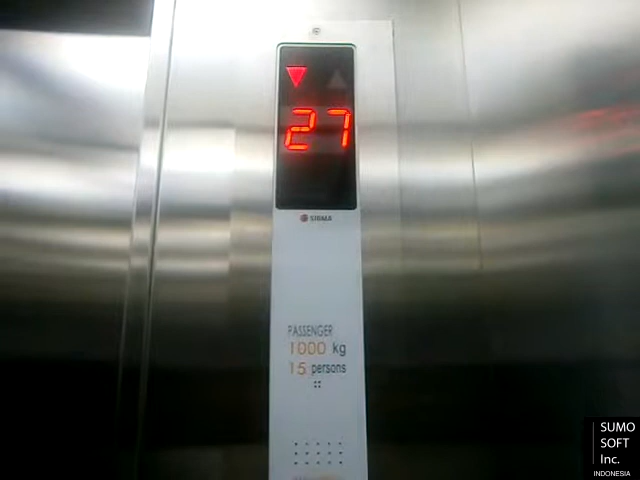 27
SIGMA
PASSENGER
1000 kg
15 persons
SUMO
SOFT
Inc.
INDONESIA